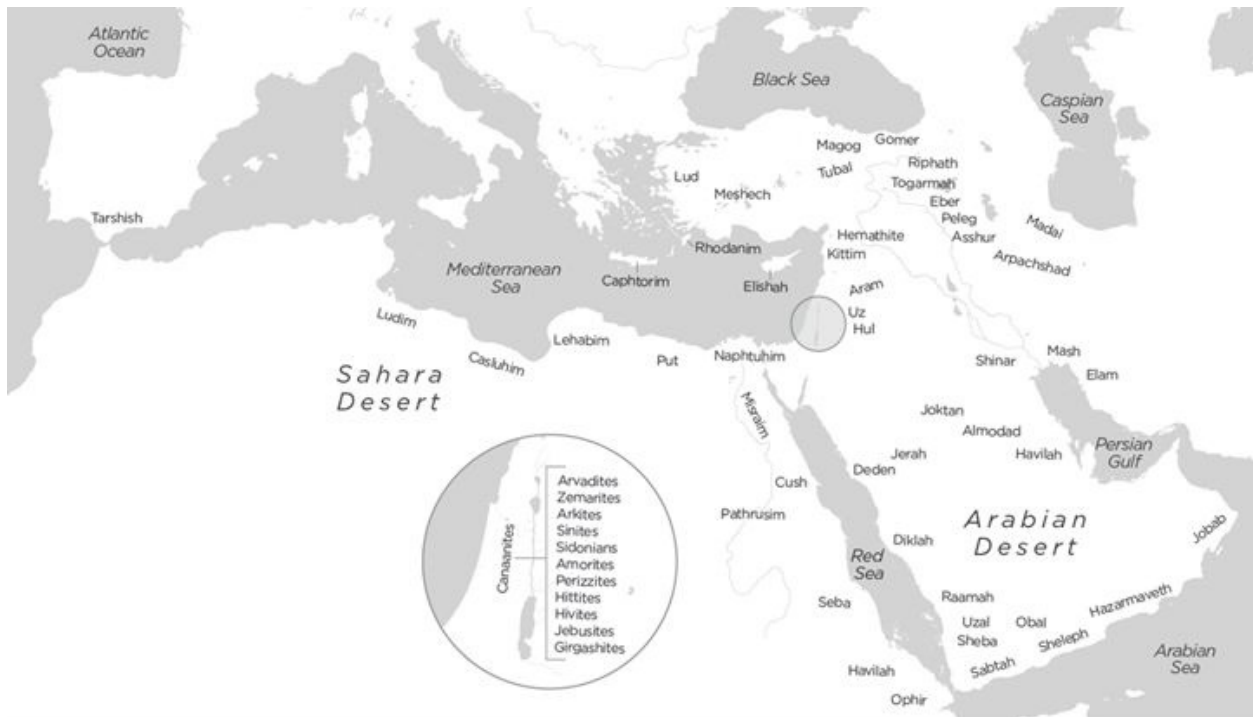 Atlantic
Ocean
Black Sea
Caspian
Sea
Magog
Gomer
Tubal
Riphath
Lud
Togarmah
Meshech
Eber
Peleg
Tarshish
Madai
Hemathite
Asshur
Rhodanim
Kittim
Arpachshad
Mediterranean
Sea
Caphtorim
Elishah
Aram
Uz
Hul
Ludim
Lehabim
Casluhim
Put
Naphtuhim
Shinar
Mash
Elam
Sahara
Desert
Misraim
Joktan
Almodad
Persian
Gulf
Jerah
Havilah
Deden
Cush
Pathrusim
Arabian
Desert
Jobab
Diklah
Red
Sea
Canaanites
Arvadites
Zemarites
Arkites
Sinites
Sidonians
Amorites
Perizzites
Hittites
Hivites
Jebusites
Girgashites
Seba
Raamah
Hazarmaveth
Uzal
Obal
Sheba
Sheleph
Sabtah
Arabian
Sea
Havilah
Ophir